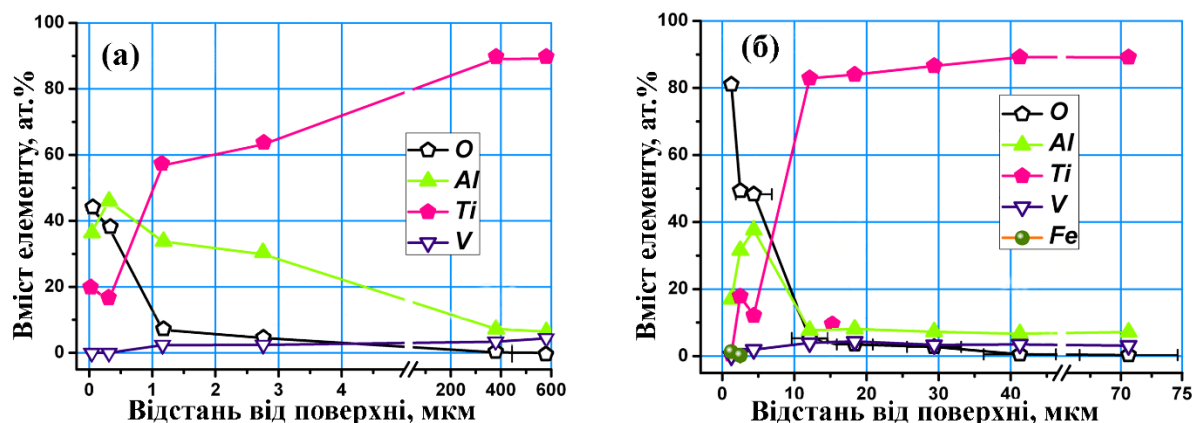 (а)
Вміст елементу, ат.%
100
80
60
40
20
0
O
Al
Ti
V
0 1 2 3 4 200 400 600
Відстань від поверхні, мкм
(б)
Вміст елементу, ат.%
100
80
60
40
20
0
O
Al
Ti
V
Fe
0 10 20 30 40 70 75
Відстань від поверхні, мкм